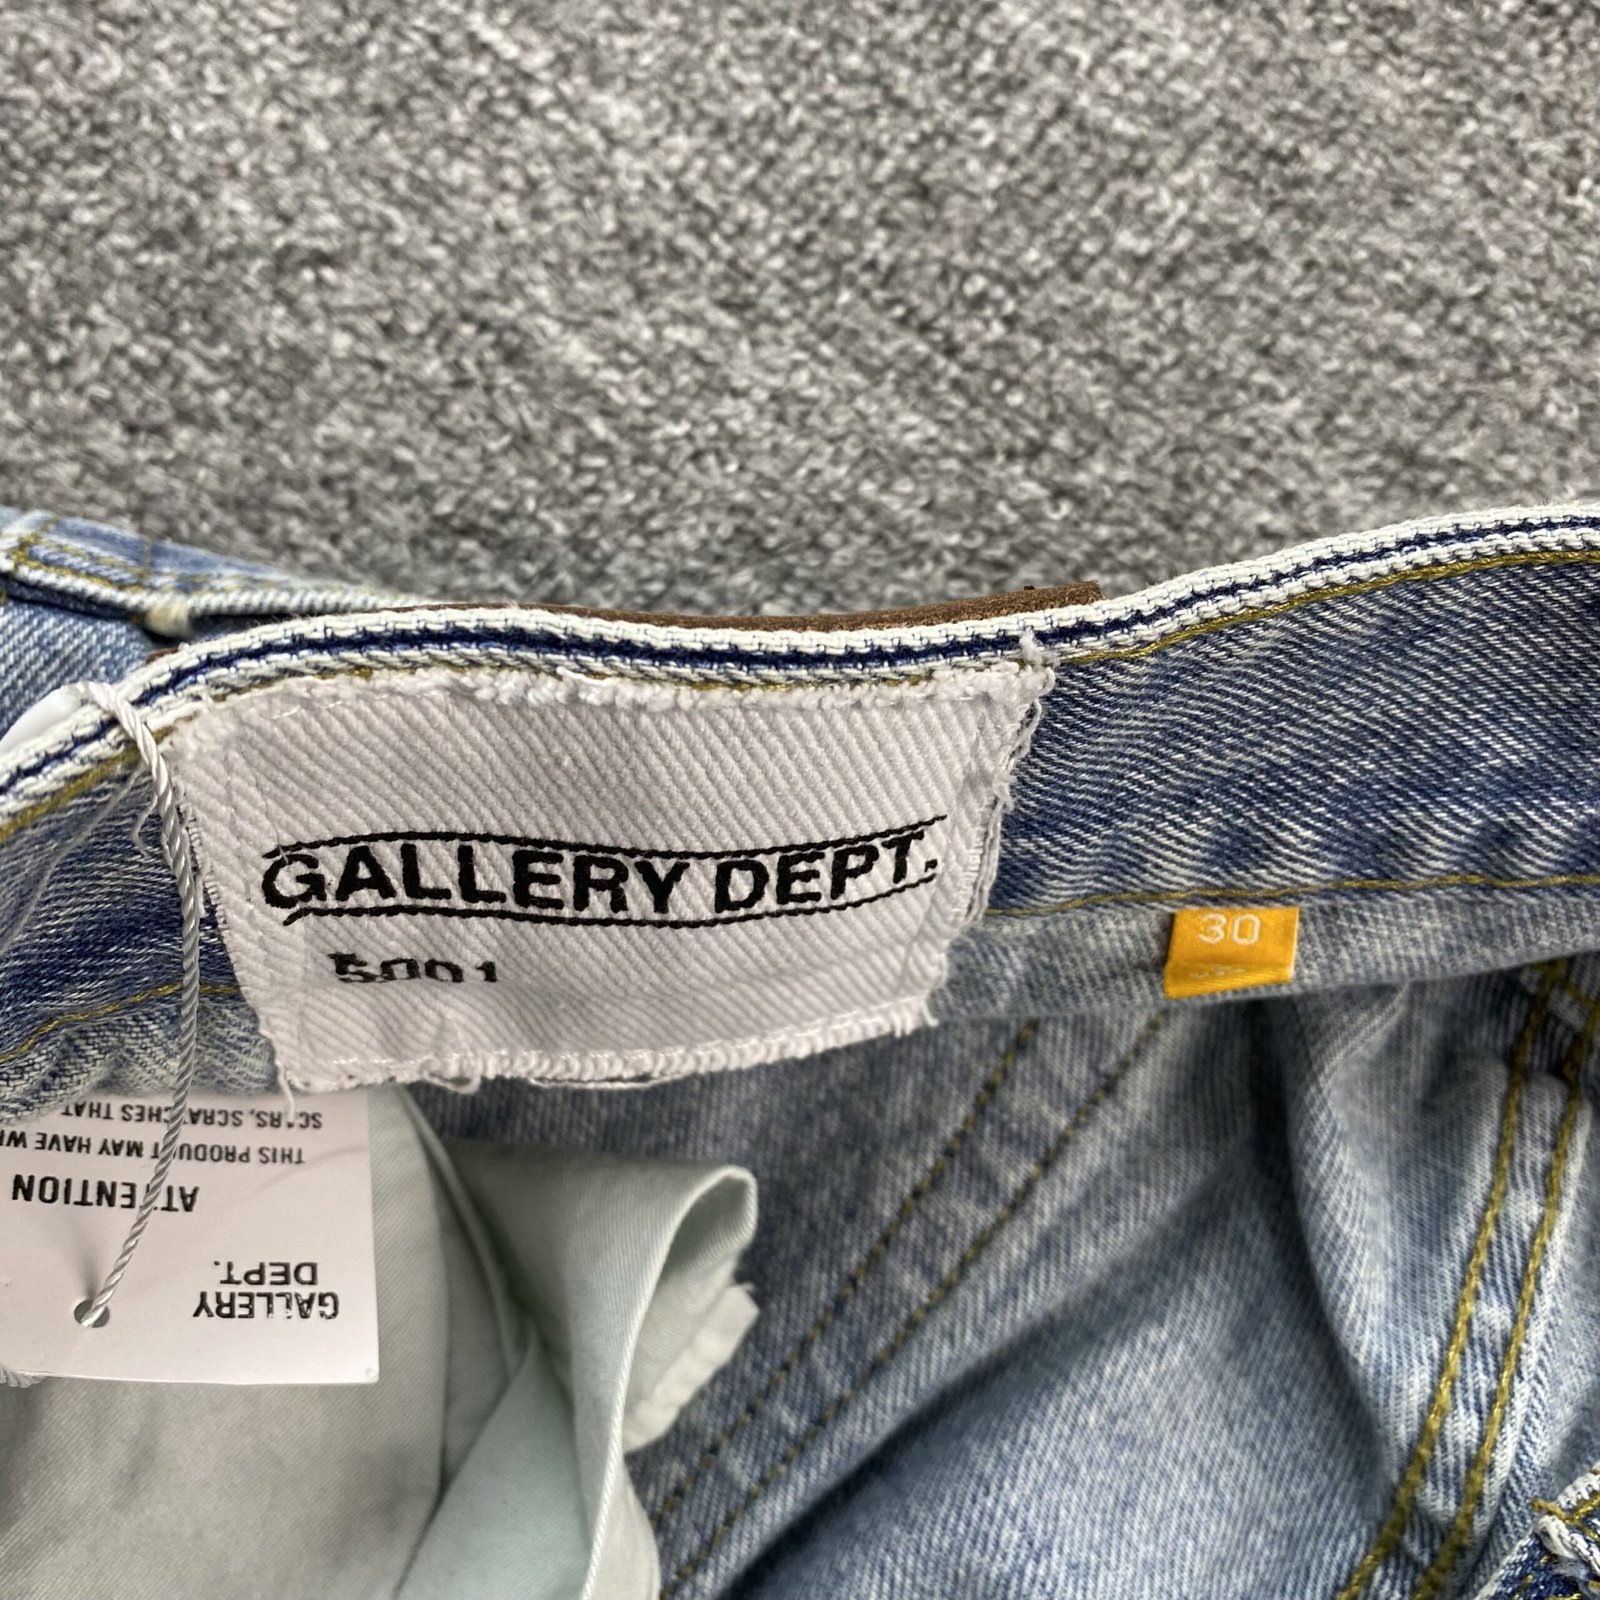 GALLERY DEPT.
5001
30
GALLERY
DEPT.
ATTENTION
THIS PRODUCT MAY HAVE
SCARS, SCRATCHES THAT